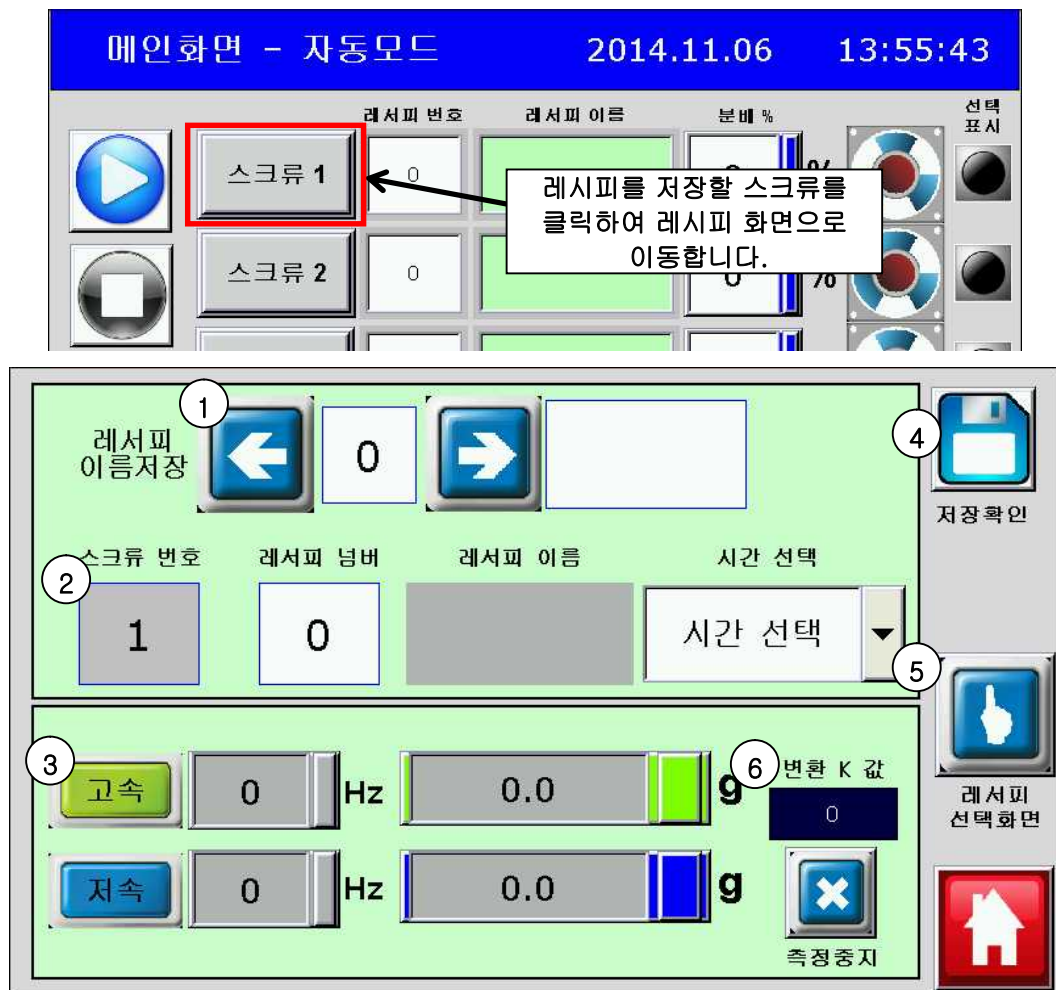 메인화면 - 자동모드 2014.11.06 13:55:43
레서피 번호 레서피 이름 분배 % 선택
표시
스크류 1 0 %
레시피를 저장할 스크류를
클릭하여 레시피 화면으로
이동합니다.
스크류 2 0 0 %
1
레서피
이름저장 0
4
저장확인
2
스크류 번호 레서피 넘버 레서피 이름 시간 선택
1 0 시간 선택
5
레서피
선택화면
3
고속 0 Hz 0.0 g
6 변환 K 값
0
저속 0 Hz 0.0 g
측정중지